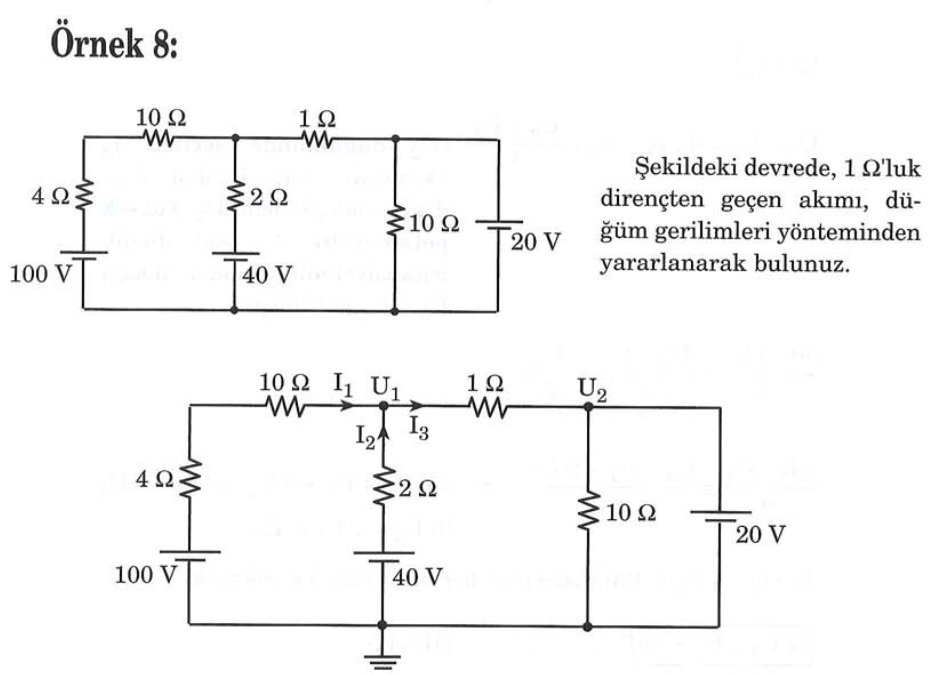 Örnek 8:
10 Ω
1 Ω
4 Ω
2 Ω
10 Ω
20 V
100 V
40 V
Şekildeki devrede, 1 Ω'luk
dirençten geçen akımı, dü-
ğüm gerilimleri yönteminden
yararlanarak bulunuz.
10 Ω
I₁
U₁
1 Ω
U₂
I₂
I₃
4 Ω
2 Ω
10 Ω
20 V
100 V
40 V